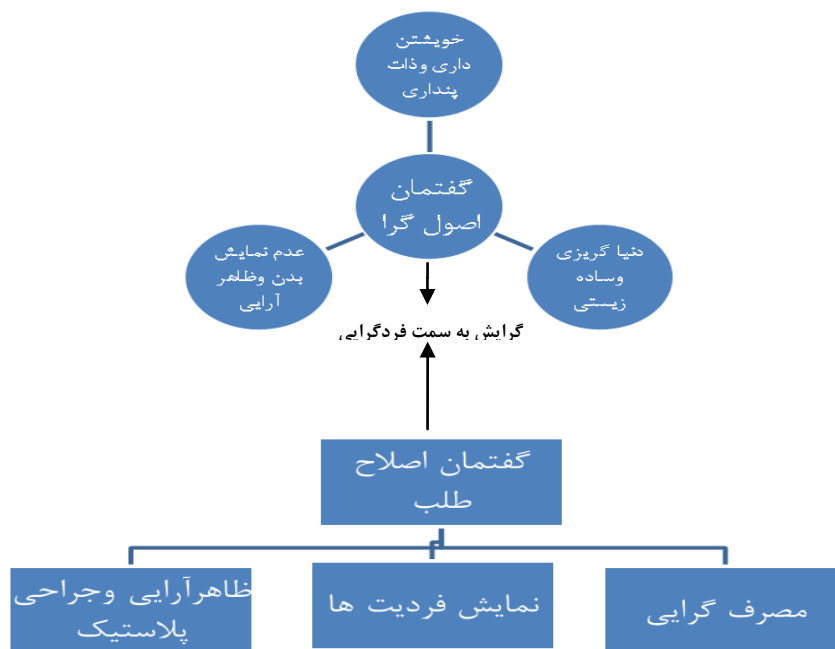 خویشتن
داری وذات
پنداری
گفتمان
اصول گرا
عدم نمایش
بدن وظاهر
آرایی
دنیا گریزی
وساده
زیستی
گرایش به سمت فردگرایی
گفتمان اصلاح
طلب
ظاهرآرایی وجراحی
پلاستیک
نمایش فردیت ها
مصرف گرایی